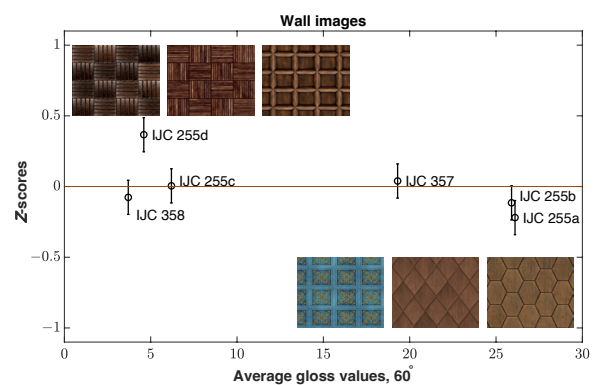 Wall images
1
0.5
0
−0.5
−1
Z-scores
IJC 255d
IJC 255c
IJC 358
IJC 357
IJC 255b
IJC 255a
0 5 10 15 20 25 30
Average gloss values, 60°